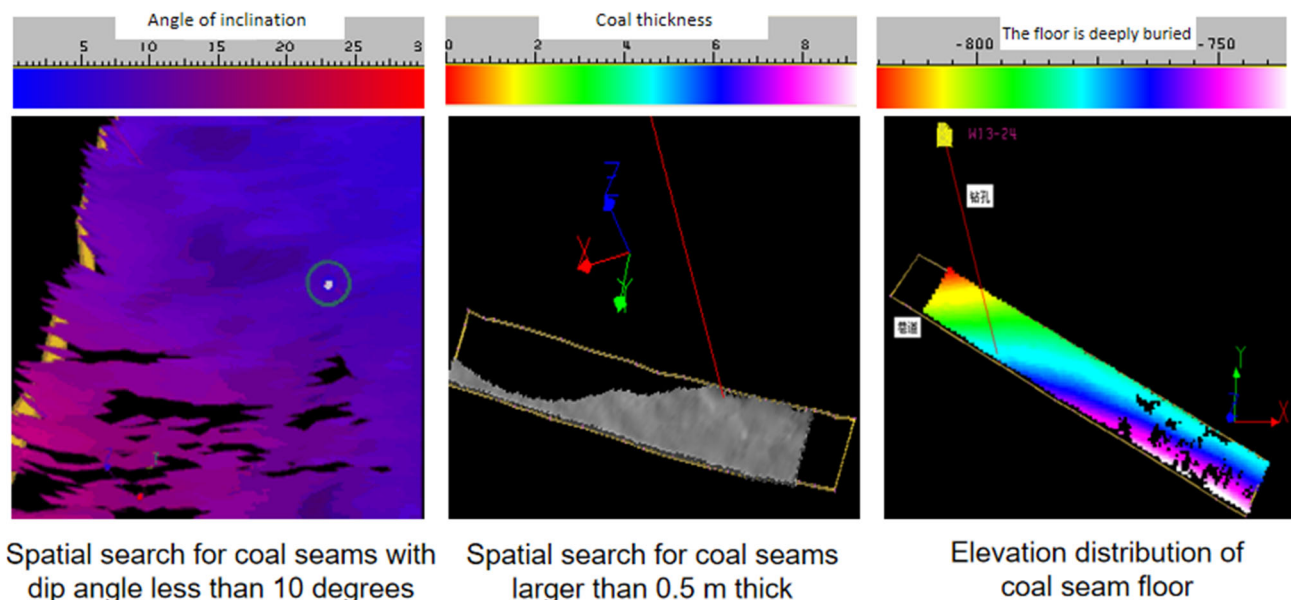 Angle of inclination
5 10 15 20 25 3
Coal thickness
0 2 4 6 8
The floor is deeply buried
-800 -750
W13-24
钻孔
巷道
Z
X
Y
Y
X
Spatial search for coal seams with
dip angle less than 10 degrees
Spatial search for coal seams
larger than 0.5 m thick
Elevation distribution of
coal seam floor